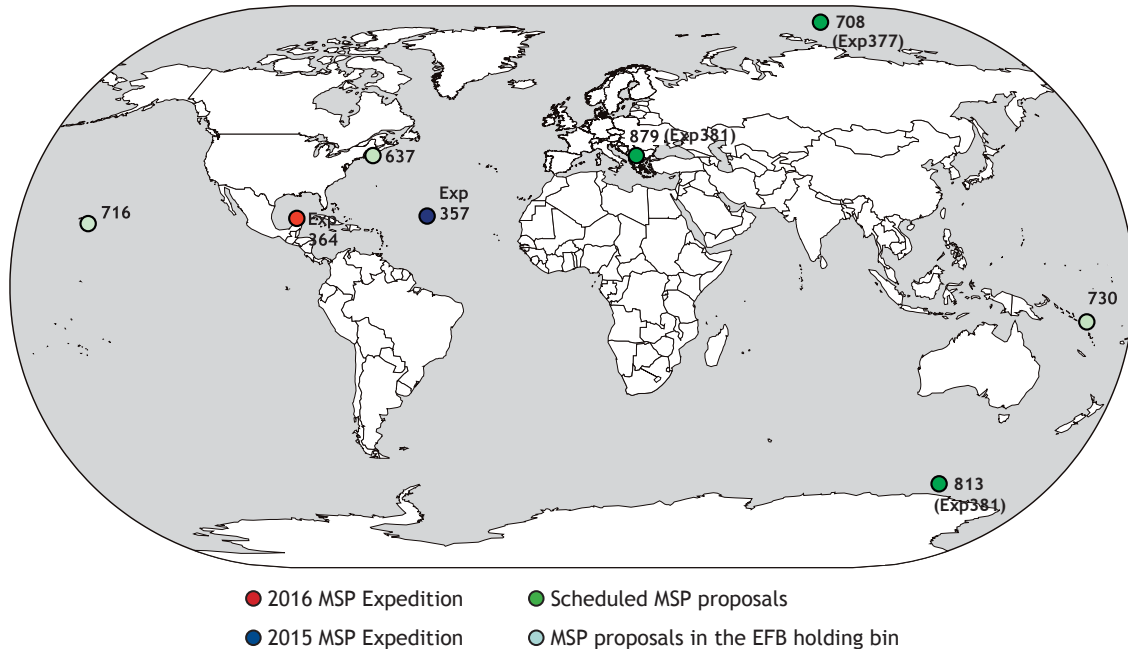 708
(Exp377)
879 (Exp381)
637
Exp
357
716
Exp
364
730
813
(Exp381)
2016 MSP Expedition
Scheduled MSP proposals
2015 MSP Expedition
MSP proposals in the EFB holding bin